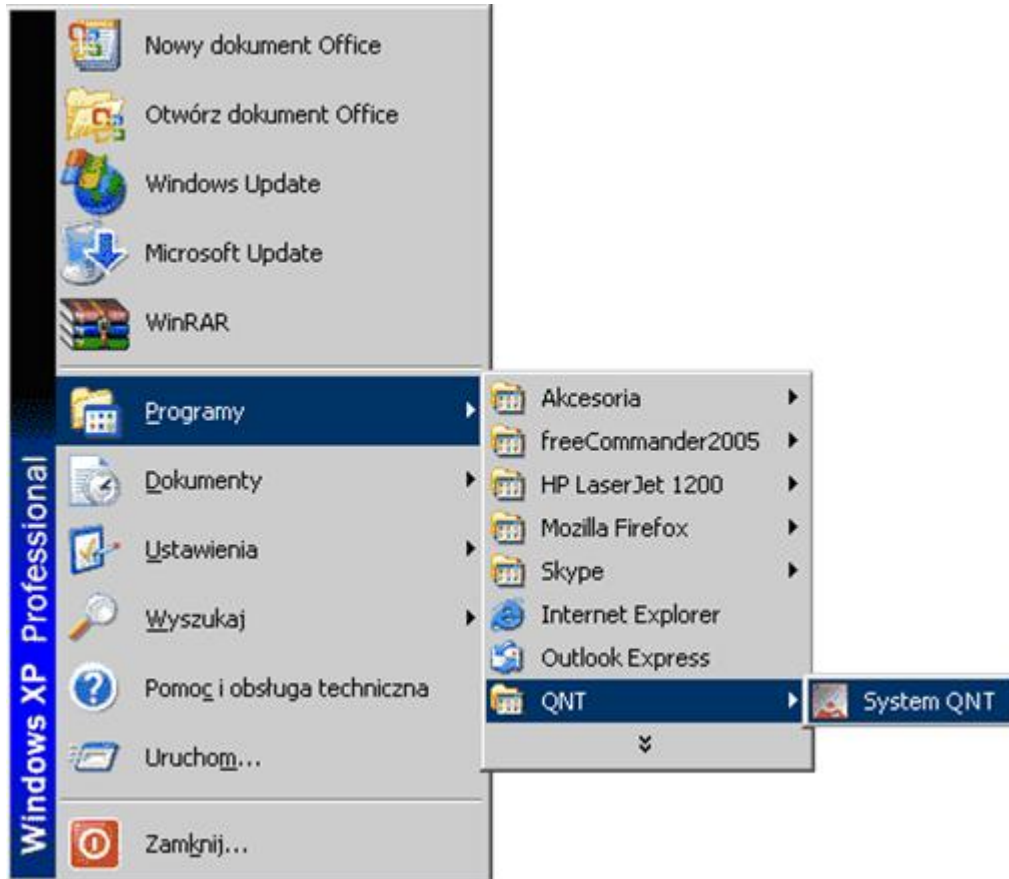 Nowy dokument Office
Otwórz dokument Office
Windows Update
Microsoft Update
WinRAR
Programy
Dokumenty
Ustawienia
Wyszukaj
Pomoc i obsługa techniczna
Uruchom...
Zamknij...
Windows XP Professional
Akcesoria
freeCommander2005
HP LaserJet 1200
Mozilla Firefox
Skype
Internet Explorer
Outlook Express
QNT
System QNT